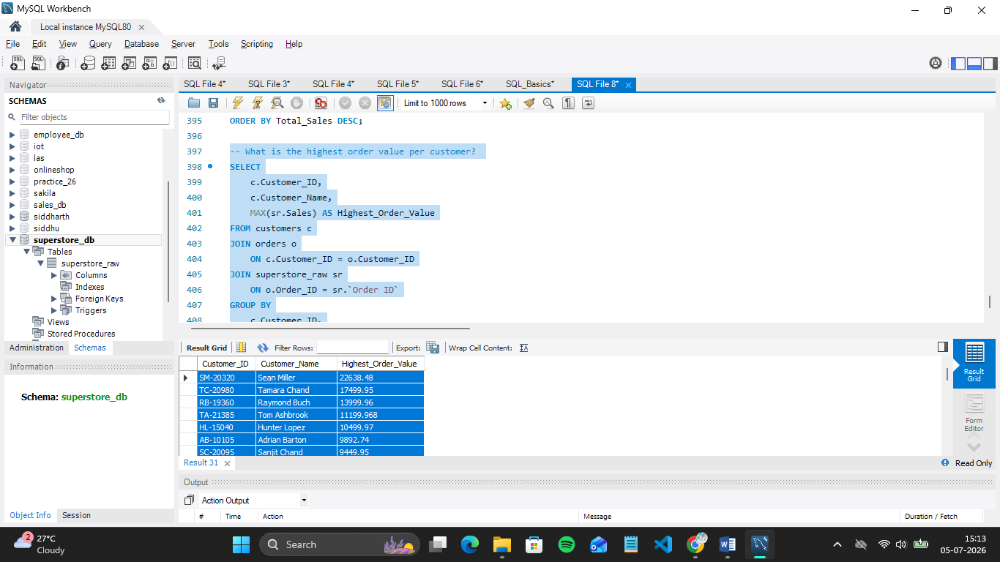 MySQL Workbench
Local instance MySQL80
File Edit View Query Database Server Tools Scripting Help
Navigator
SCHEMAS
Filter objects
employee_db
iot
las
onlineshop
practice_26
sakila
sales_db
siddharth
siddhu
superstore_db
Tables
superstore_raw
Columns
Indexes
Foreign Keys
Triggers
Views
Stored Procedures
Administration Schemas
Information
Schema: superstore_db
Object Info Session
SQL File 4* SQL File 3* SQL File 4* SQL File 5* SQL File 6* SQL_Basics* SQL File 8*
Limit to 1000 rows
395 ORDER BY Total_Sales DESC;
396
397 -- What is the highest order value per customer?
398 SELECT
399 c.Customer_ID,
400 c.Customer_Name,
401 MAX(sr.Sales) AS Highest_Order_Value
402 FROM customers c
403 JOIN orders o
404 ON c.Customer_ID = o.Customer_ID
405 JOIN superstore_raw sr
406 ON o.Order_ID = sr.`Order ID`
407 GROUP BY
408 c.Customer_ID,
Result Grid Filter Rows: Export: Wrap Cell Content:
Customer_ID Customer_Name Highest_Order_Value
SM-20320 Sean Miller 22638.48
TC-20980 Tamara Chand 17499.95
RB-19360 Raymond Buch 13999.96
TA-21385 Tom Ashbrook 11199.968
HL-15040 Hunter Lopez 10499.97
AB-10105 Adrian Barton 9892.74
SC-20095 Sanjit Chand 9449.95
Result Grid
Form Editor
Result 31
Read Only
Output
Action Output
# Time Action Message Duration / Fetch
2
27°C
Cloudy
Search
15:13
05-07-2026